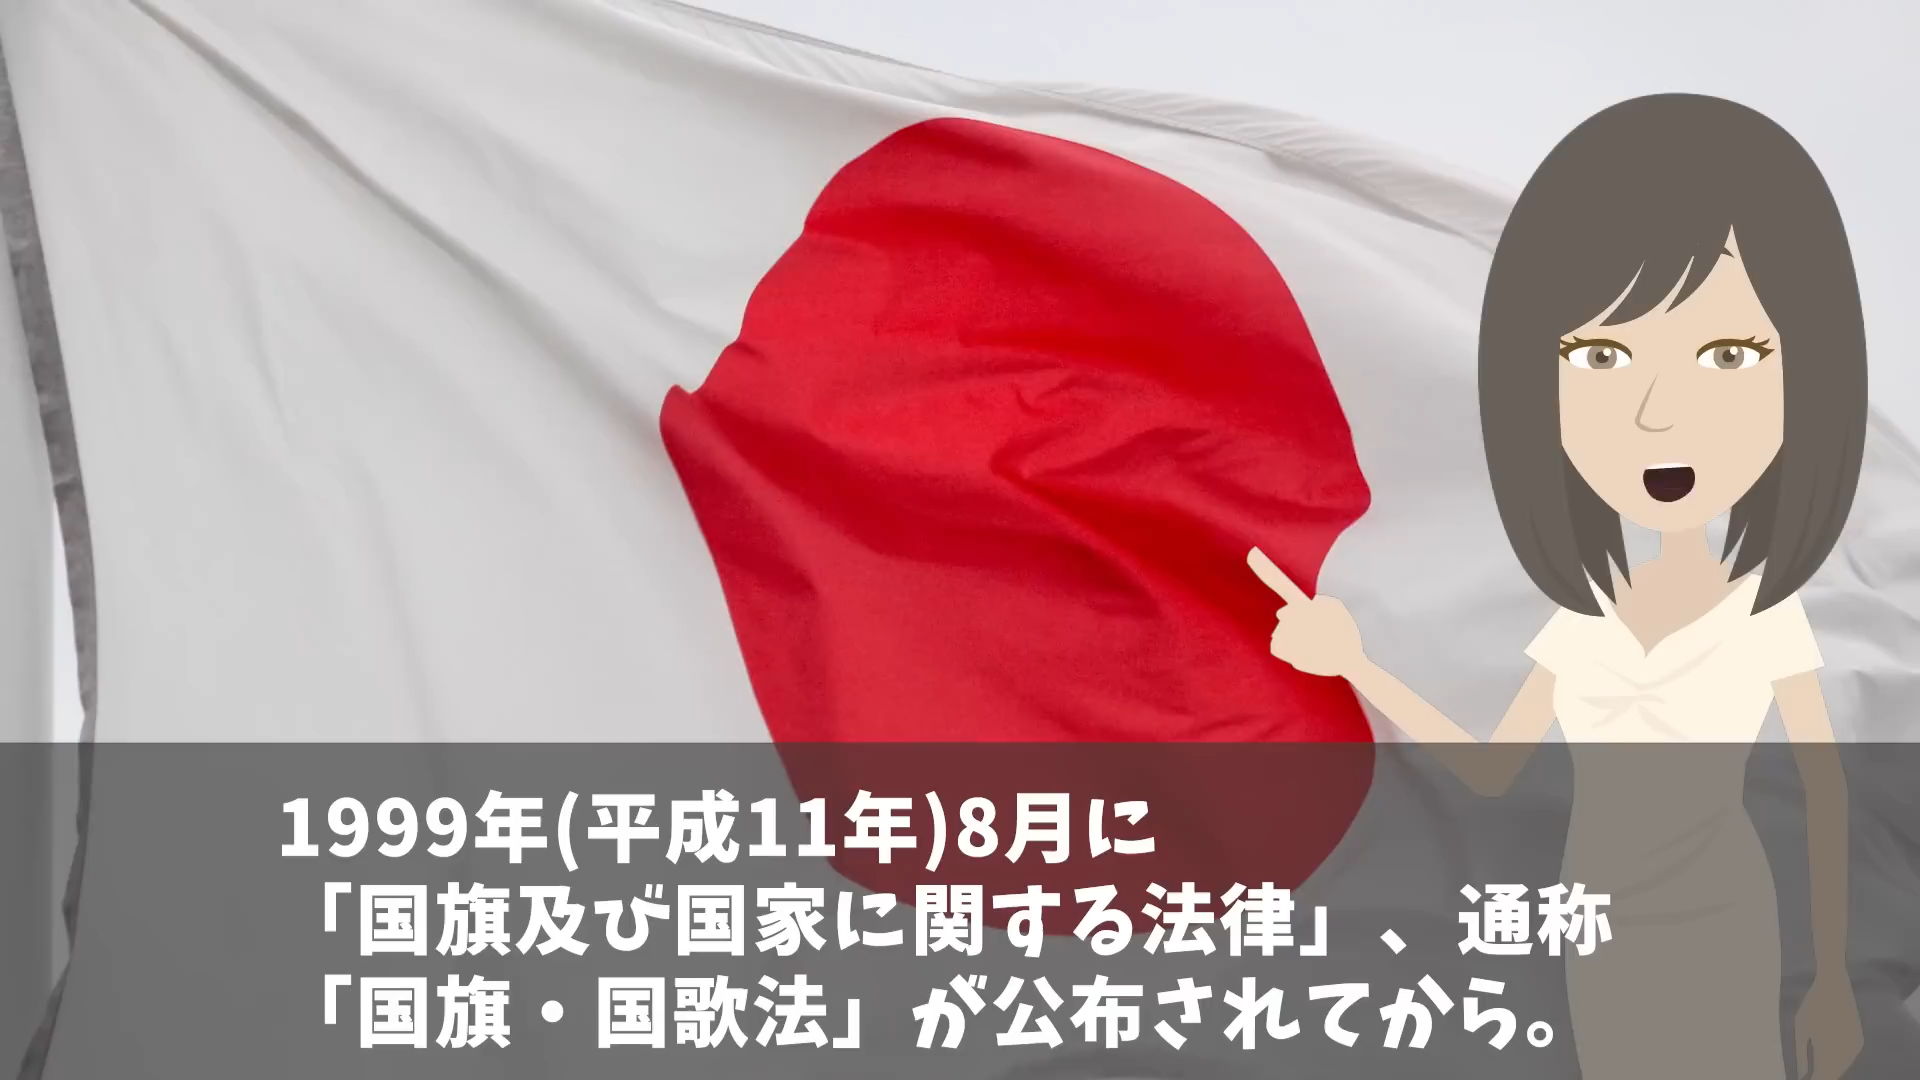 1999年(平成11年)8月に
「国旗及び国家に関する法律」、通称
「国旗・国歌法」が公布されてから。